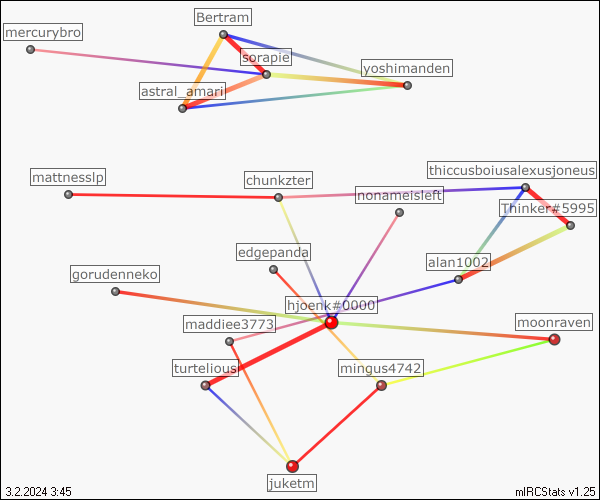 Bertram
mercurybro
sorapie
yoshimanden
astral_amari
thiccusboiusalexusjoneus
mattnesslp
chunkzter
nonameisleft
Thinker#5995
edgepanda
alan1002
gorudenneko
hjoenk#0000
maddiee3773
moonraven
turtelious
mingus4742
juketm
3.2.2024 3:45
mIRCStats v1.25